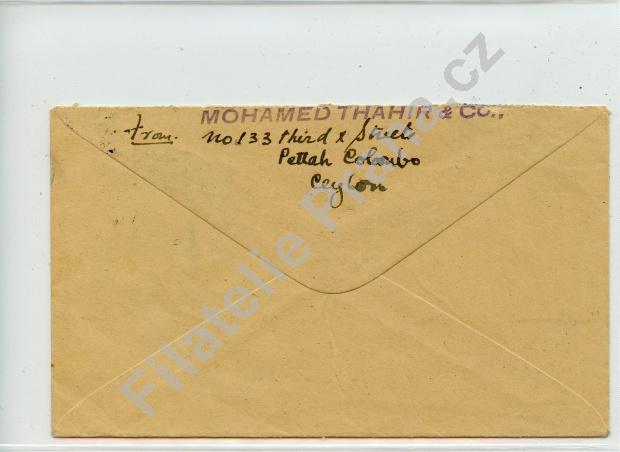 MOHAMED THAHIR & CO.,
From. No 133 third x Street
Pettah Colombo
Ceylon
Filatelie Praha.cz